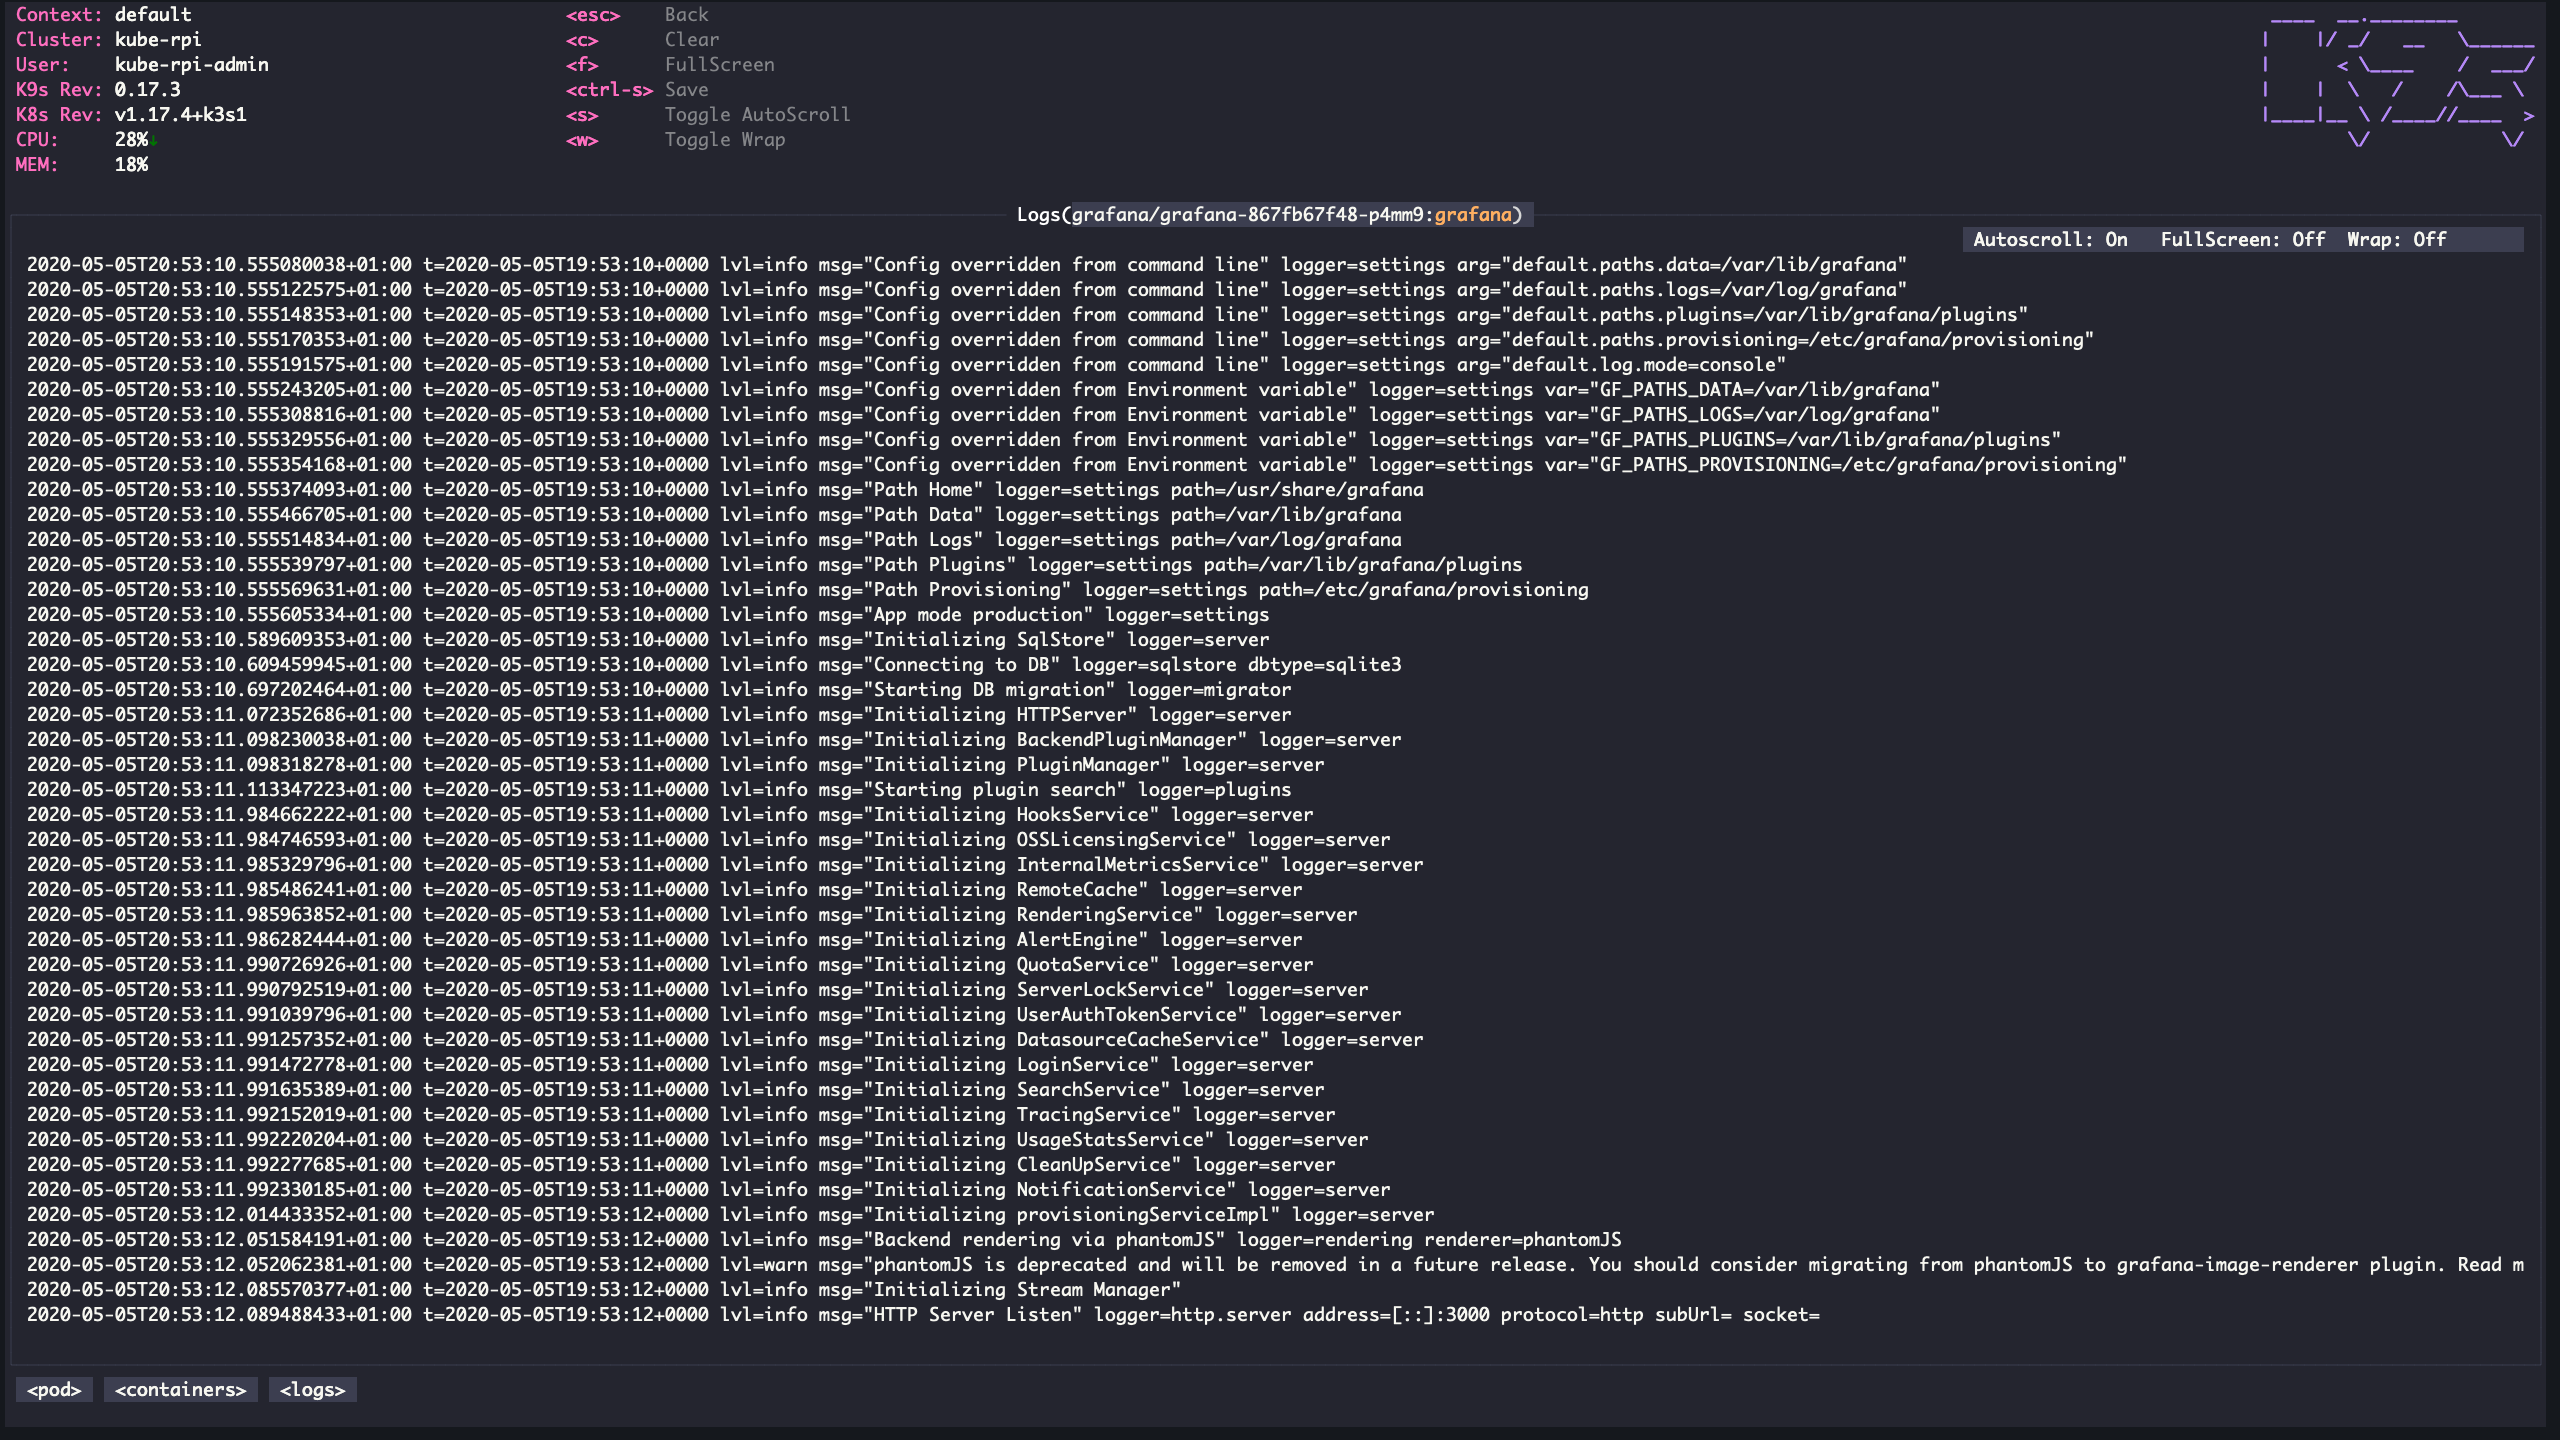 Context: default
Cluster: kube-rpi
User: kube-rpi-admin
K9s Rev: 0.17.3
K8s Rev: v1.17.4+k3s1
CPU: 28%↓
MEM: 18%
<esc> Back
<c> Clear
<f> FullScreen
<ctrl-s> Save
<s> Toggle AutoScroll
<w> Toggle Wrap
Logs(grafana/grafana-867fb67f48-p4mm9:grafana)
Autoscroll: On FullScreen: Off Wrap: Off
2020-05-05T20:53:10.555080038+01:00 t=2020-05-05T19:53:10+0000 lvl=info msg="Config overridden from command line" logger=settings arg="default.paths.data=/var/lib/grafana"
2020-05-05T20:53:10.555122575+01:00 t=2020-05-05T19:53:10+0000 lvl=info msg="Config overridden from command line" logger=settings arg="default.paths.logs=/var/log/grafana"
2020-05-05T20:53:10.555148353+01:00 t=2020-05-05T19:53:10+0000 lvl=info msg="Config overridden from command line" logger=settings arg="default.paths.plugins=/var/lib/grafana/plugins"
2020-05-05T20:53:10.555170353+01:00 t=2020-05-05T19:53:10+0000 lvl=info msg="Config overridden from command line" logger=settings arg="default.paths.provisioning=/etc/grafana/provisioning"
2020-05-05T20:53:10.555191575+01:00 t=2020-05-05T19:53:10+0000 lvl=info msg="Config overridden from command line" logger=settings arg="default.log.mode=console"
2020-05-05T20:53:10.555243205+01:00 t=2020-05-05T19:53:10+0000 lvl=info msg="Config overridden from Environment variable" logger=settings var="GF_PATHS_DATA=/var/lib/grafana"
2020-05-05T20:53:10.555308816+01:00 t=2020-05-05T19:53:10+0000 lvl=info msg="Config overridden from Environment variable" logger=settings var="GF_PATHS_LOGS=/var/log/grafana"
2020-05-05T20:53:10.555329556+01:00 t=2020-05-05T19:53:10+0000 lvl=info msg="Config overridden from Environment variable" logger=settings var="GF_PATHS_PLUGINS=/var/lib/grafana/plugins"
2020-05-05T20:53:10.555354168+01:00 t=2020-05-05T19:53:10+0000 lvl=info msg="Config overridden from Environment variable" logger=settings var="GF_PATHS_PROVISIONING=/etc/grafana/provisioning"
2020-05-05T20:53:10.555374093+01:00 t=2020-05-05T19:53:10+0000 lvl=info msg="Path Home" logger=settings path=/usr/share/grafana
2020-05-05T20:53:10.555466705+01:00 t=2020-05-05T19:53:10+0000 lvl=info msg="Path Data" logger=settings path=/var/lib/grafana
2020-05-05T20:53:10.555514834+01:00 t=2020-05-05T19:53:10+0000 lvl=info msg="Path Logs" logger=settings path=/var/log/grafana
2020-05-05T20:53:10.555539797+01:00 t=2020-05-05T19:53:10+0000 lvl=info msg="Path Plugins" logger=settings path=/var/lib/grafana/plugins
2020-05-05T20:53:10.555569631+01:00 t=2020-05-05T19:53:10+0000 lvl=info msg="Path Provisioning" logger=settings path=/etc/grafana/provisioning
2020-05-05T20:53:10.555605334+01:00 t=2020-05-05T19:53:10+0000 lvl=info msg="App mode production" logger=settings
2020-05-05T20:53:10.589609353+01:00 t=2020-05-05T19:53:10+0000 lvl=info msg="Initializing SqlStore" logger=server
2020-05-05T20:53:10.609459945+01:00 t=2020-05-05T19:53:10+0000 lvl=info msg="Connecting to DB" logger=sqlstore dbtype=sqlite3
2020-05-05T20:53:10.697202464+01:00 t=2020-05-05T19:53:10+0000 lvl=info msg="Starting DB migration" logger=migrator
2020-05-05T20:53:11.072352686+01:00 t=2020-05-05T19:53:11+0000 lvl=info msg="Initializing HTTPServer" logger=server
2020-05-05T20:53:11.098230038+01:00 t=2020-05-05T19:53:11+0000 lvl=info msg="Initializing BackendPluginManager" logger=server
2020-05-05T20:53:11.098318278+01:00 t=2020-05-05T19:53:11+0000 lvl=info msg="Initializing PluginManager" logger=server
2020-05-05T20:53:11.113347223+01:00 t=2020-05-05T19:53:11+0000 lvl=info msg="Starting plugin search" logger=plugins
2020-05-05T20:53:11.984662222+01:00 t=2020-05-05T19:53:11+0000 lvl=info msg="Initializing HooksService" logger=server
2020-05-05T20:53:11.984746593+01:00 t=2020-05-05T19:53:11+0000 lvl=info msg="Initializing OSSLicensingService" logger=server
2020-05-05T20:53:11.985329796+01:00 t=2020-05-05T19:53:11+0000 lvl=info msg="Initializing InternalMetricsService" logger=server
2020-05-05T20:53:11.985486241+01:00 t=2020-05-05T19:53:11+0000 lvl=info msg="Initializing RemoteCache" logger=server
2020-05-05T20:53:11.985963852+01:00 t=2020-05-05T19:53:11+0000 lvl=info msg="Initializing RenderingService" logger=server
2020-05-05T20:53:11.986282444+01:00 t=2020-05-05T19:53:11+0000 lvl=info msg="Initializing AlertEngine" logger=server
2020-05-05T20:53:11.990726926+01:00 t=2020-05-05T19:53:11+0000 lvl=info msg="Initializing QuotaService" logger=server
2020-05-05T20:53:11.990792519+01:00 t=2020-05-05T19:53:11+0000 lvl=info msg="Initializing ServerLockService" logger=server
2020-05-05T20:53:11.991039796+01:00 t=2020-05-05T19:53:11+0000 lvl=info msg="Initializing UserAuthTokenService" logger=server
2020-05-05T20:53:11.991257352+01:00 t=2020-05-05T19:53:11+0000 lvl=info msg="Initializing DatasourceCacheService" logger=server
2020-05-05T20:53:11.991472778+01:00 t=2020-05-05T19:53:11+0000 lvl=info msg="Initializing LoginService" logger=server
2020-05-05T20:53:11.991635389+01:00 t=2020-05-05T19:53:11+0000 lvl=info msg="Initializing SearchService" logger=server
2020-05-05T20:53:11.992152019+01:00 t=2020-05-05T19:53:11+0000 lvl=info msg="Initializing TracingService" logger=server
2020-05-05T20:53:11.992220204+01:00 t=2020-05-05T19:53:11+0000 lvl=info msg="Initializing UsageStatsService" logger=server
2020-05-05T20:53:11.992277685+01:00 t=2020-05-05T19:53:11+0000 lvl=info msg="Initializing CleanUpService" logger=server
2020-05-05T20:53:11.992330185+01:00 t=2020-05-05T19:53:11+0000 lvl=info msg="Initializing NotificationService" logger=server
2020-05-05T20:53:12.014433352+01:00 t=2020-05-05T19:53:12+0000 lvl=info msg="Initializing provisioningServiceImpl" logger=server
2020-05-05T20:53:12.051584191+01:00 t=2020-05-05T19:53:12+0000 lvl=info msg="Backend rendering via phantomJS" logger=rendering renderer=phantomJS
2020-05-05T20:53:12.052062381+01:00 t=2020-05-05T19:53:12+0000 lvl=warn msg="phantomJS is deprecated and will be removed in a future release. You should consider migrating from phantomJS to grafana-image-renderer plugin. Read m
2020-05-05T20:53:12.085570377+01:00 t=2020-05-05T19:53:12+0000 lvl=info msg="Initializing Stream Manager"
2020-05-05T20:53:12.089488433+01:00 t=2020-05-05T19:53:12+0000 lvl=info msg="HTTP Server Listen" logger=http.server address=[::]:3000 protocol=http subUrl= socket=
<pod> <containers> <logs>